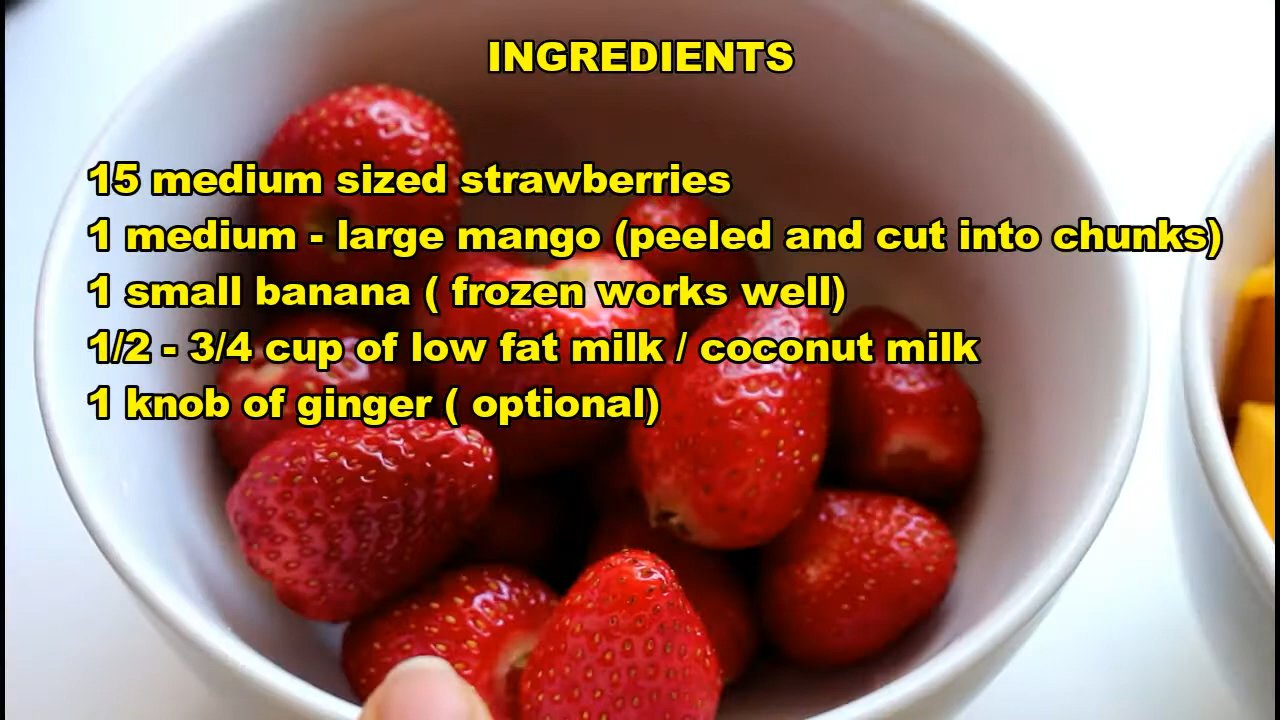 INGREDIENTS
15 medium sized strawberries
1 medium - large mango (peeled and cut into chunks)
1 small banana ( frozen works well)
1/2 - 3/4 cup of low fat milk / coconut milk
1 knob of ginger ( optional)